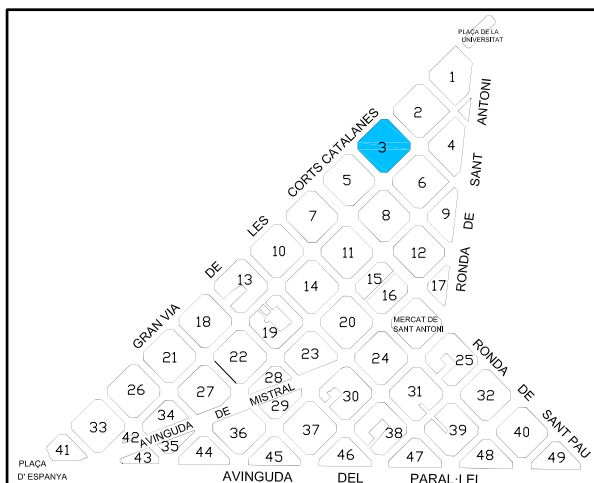 PLAÇA DE LA
UNIVERSITAT
1
2
ANTONI
CORTS CATALANES
3
4
SANT
5
6
7
8
9
DE
LES
10
11
12
RONDA
DE
13
14
15
16
17
GRAN VIA
18
19
20
MERCAT DE
SANT ANTONI
21
22
23
24
25
RONDA
26
27
28
MISTRAL
29
30
31
32
DE
33
34
DE
AVINGUDA
35
36
37
38
39
40
SANT PAU
41
42
43
44
45
46
47
48
49
PLAÇA
D' ESPANYA
AVINGUDA DEL PARAL·LEL